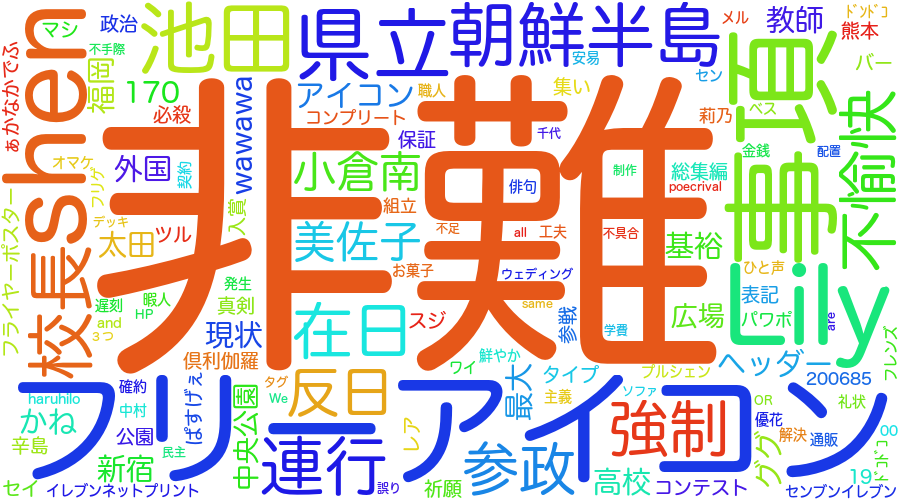 マシ
政治
池田
県立
朝鮮半島
教師
メル
ドンドコ
熊本
不手際
あかなかでふ
shen
福岡
170
必殺
アイコン
コンプリート
職人
安易
集い
セン
バー
ベス
事項
不愉快
wawawa
保証
千代
莉乃
外国
契約
小倉南
俳句
制作
総集編
poecrival
金銭
配置
オマケ
フリゲ
入賞
組立
非難
美佐子
不足
all
工夫
不具合
基裕
デッキ
太田
ツル
お菓子
ウェディング
ひと声
校長
フライヤーポスター
発生
暇人
遅刻
HP
and
3つ
真剣
在日
スジ
same
参戦
学費
広場
表記
パワポ
are
現状
倶利伽羅
鮮やか
ワイ
タイプ
プルシェン
ヘッダー
フレンズ
haruhilo
確約
ぱすげぇ
タグ
We
反日
最大
主義
ソファ
200685
礼状
フリーアイコン
かね
中村
公園
中央公園
OR
優花
辛島
新宿
民主
連行
レア
参政
強制
ググ
解決
通販
00
ドコドコ
セイ
イレブンネットプリント
誤り
祈願
高校
コンテスト
19
センブンイレブン